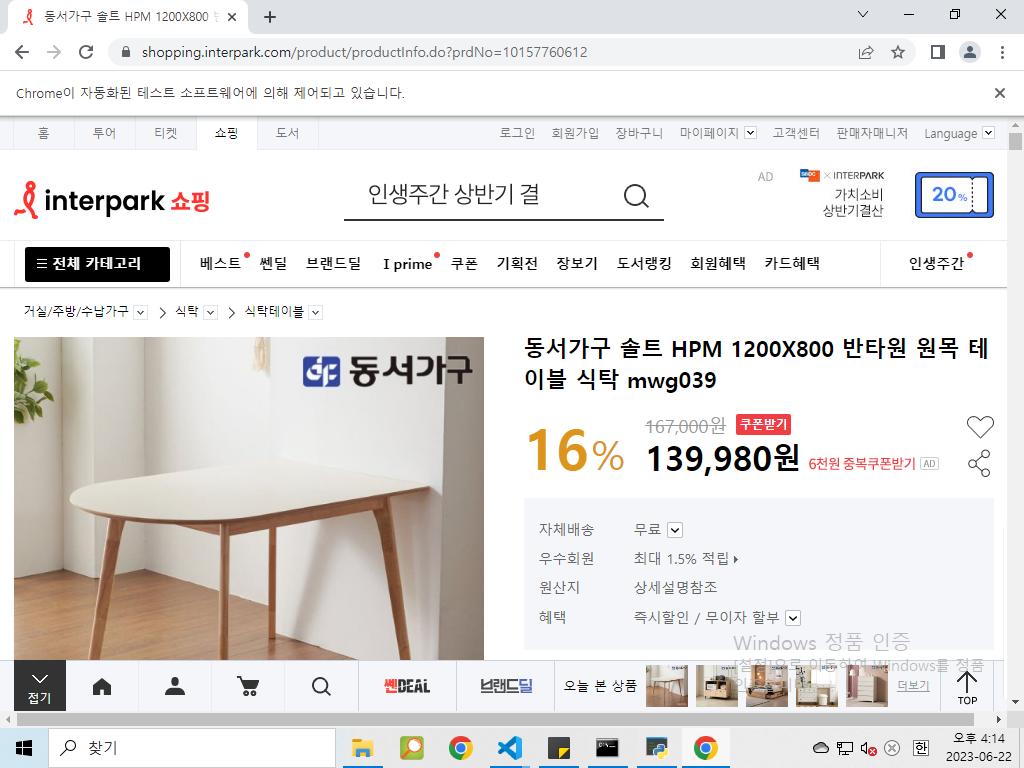 동서가구 솔트 HPM 1200X800
shopping.interpark.com/product/productInfo.do?prdNo=10157760612
Chrome이 자동화된 테스트 소프트웨어에 의해 제어되고 있습니다.
홈 투어 티켓 쇼핑 도서 로그인 회원가입 장바구니 마이페이지 고객센터 판매자매니저 Language
interpark 쇼핑
인생주간 상반기 결
AD
× INTERPARK
가치소비
상반기결산
20%
전체 카테고리 베스트 쎈딜 브랜드딜 I prime 쿠폰 기획전 장보기 도서랭킹 회원혜택 카드혜택 인생주간
거실/주방/수납가구 > 식탁 > 식탁테이블
동서가구
동서가구 솔트 HPM 1200X800 반타원 원목 테
이블 식탁 mwg039
16%
167,000원 쿠폰받기
139,980원 6천원 중복쿠폰받기 AD
자체배송 무료
우수회원 최대 1.5% 적립
원산지 상세설명참조
혜택 즉시할인 / 무이자 할부
Windows 정품 인증
[설정]으로 이동하여 Windows를 정품
접기
쎈DEAL
브랜드딜
오늘 본 상품
더보기
TOP
찾기
한
오후 4:14
2023-06-22